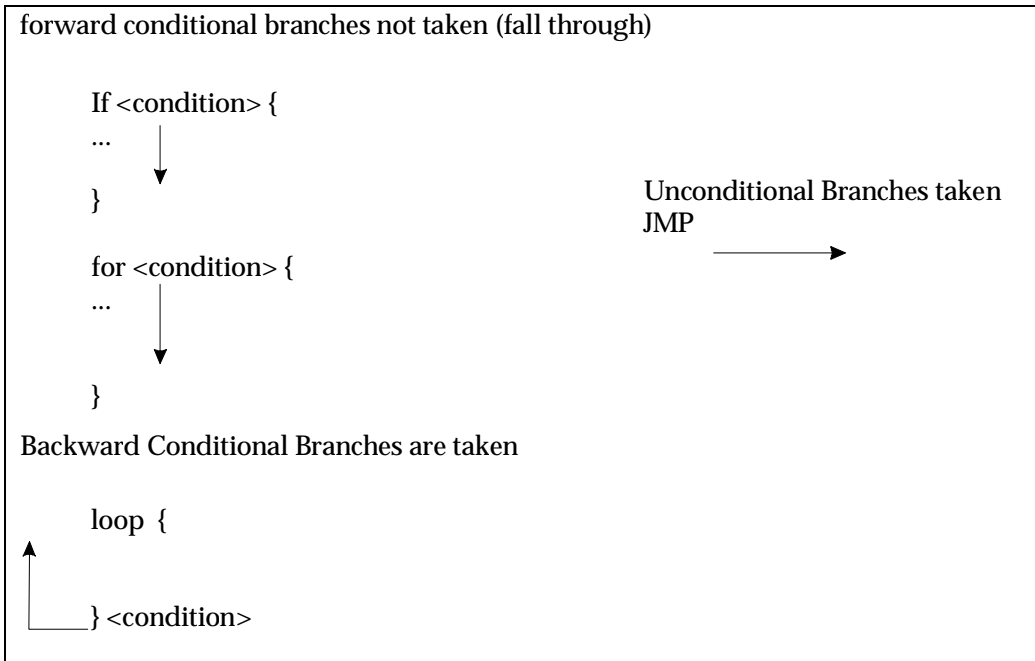 forward conditional branches not taken (fall through)
If <condition> {
...
}
for <condition> {
...
}
Unconditional Branches taken
JMP
Backward Conditional Branches are taken
loop {
} <condition>